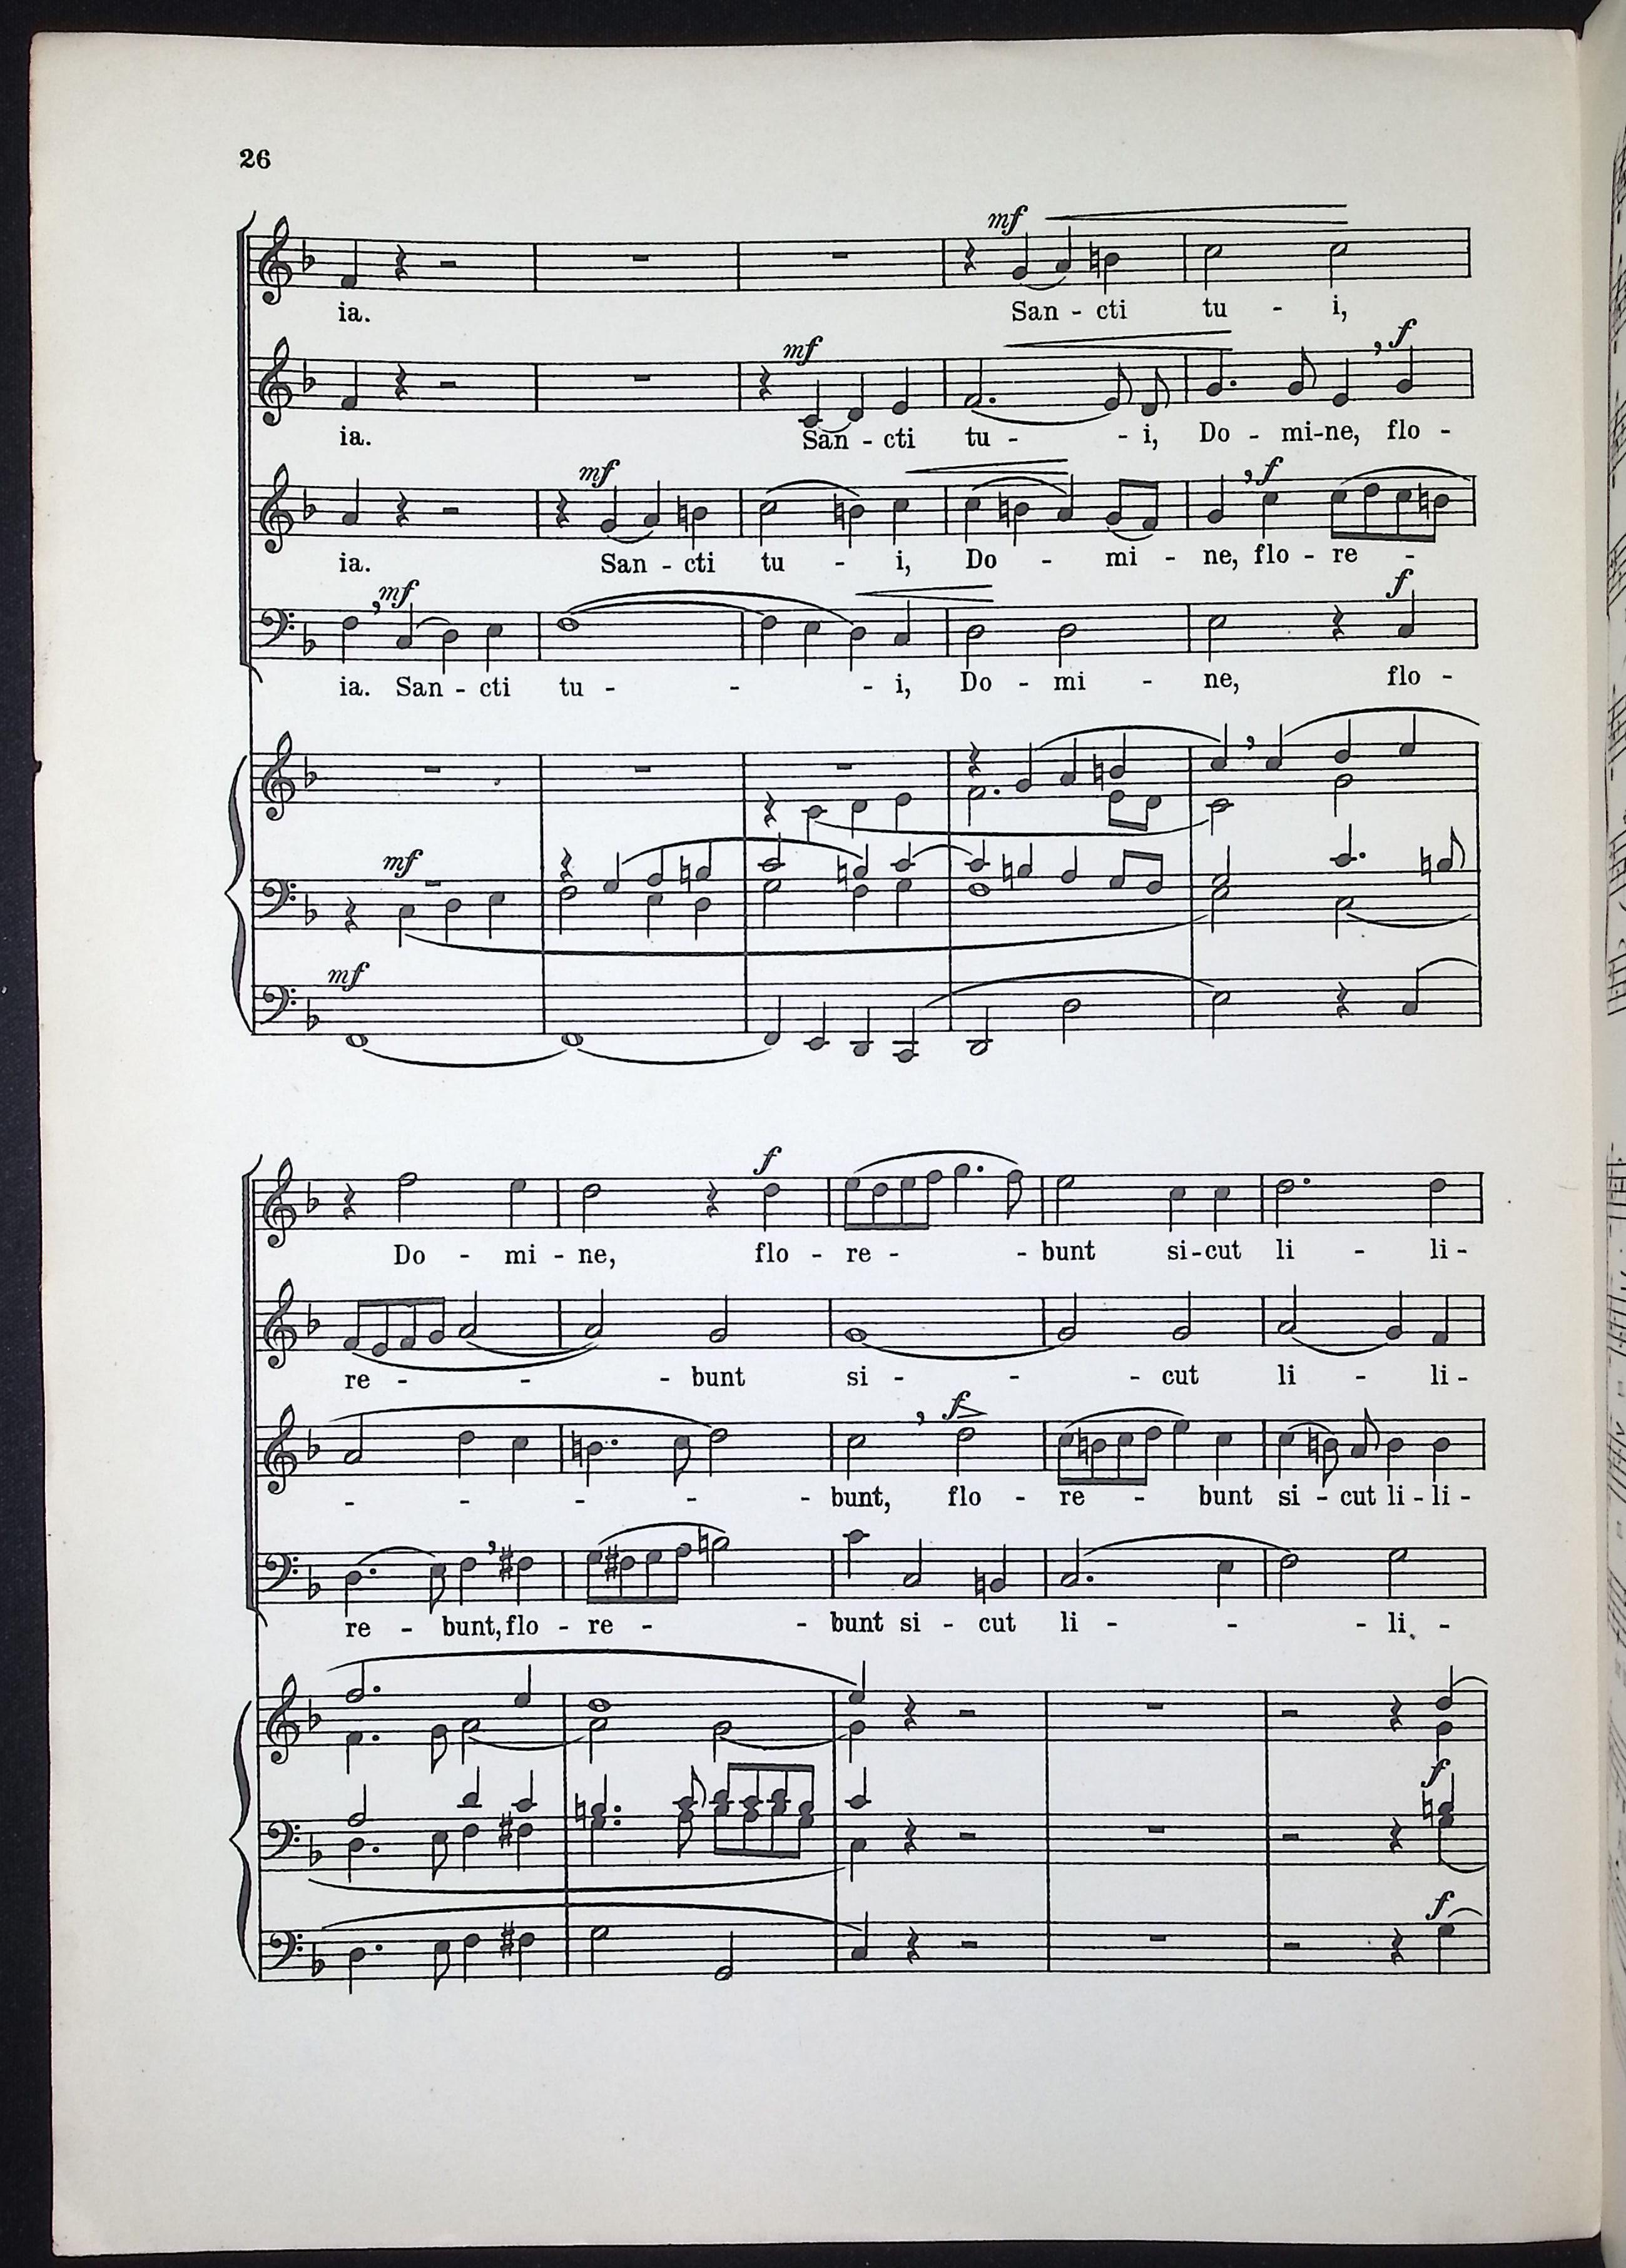 26
mf
ia. San - cti tu - i,
mf f
ia. San - cti tu - - i, Do - mi-ne, flo -
mf f
ia. San - cti tu - i, Do - mi - ne, flo - re -
mf f
ia. San - cti tu - - - i, Do - mi - ne, flo -
mf
mf
f
Do - mi - ne, flo - re - - bunt si-cut li - li-
re - - - bunt si - - - cut li - li-
f
- - - - - bunt, flo - re - bunt si - cut li - li -
re - bunt, flo - re - - bunt si - cut li - - - li -
f
f